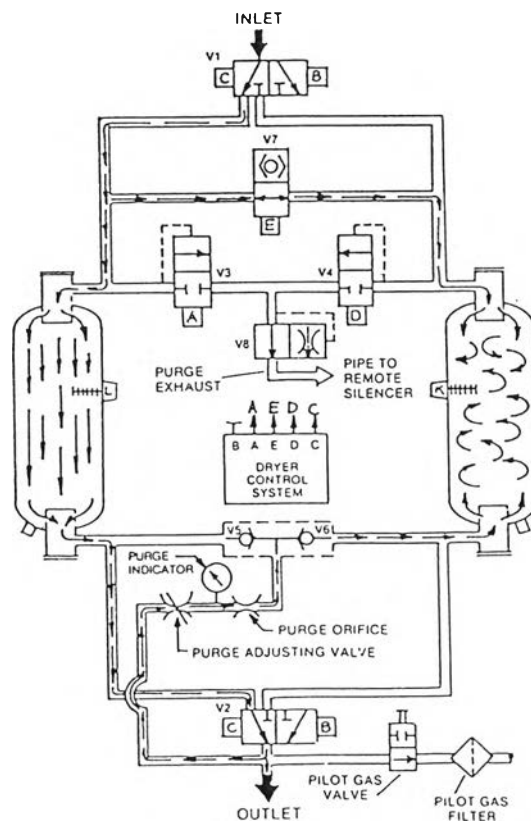 INLET
V1
C
B
V7
E
V3
V4
A
D
V8
PURGE
EXHAUST
PIPE TO
REMOTE
SILENCER
L
K
A E D C
B A E D C
DRYER
CONTROL
SYSTEM
V5
V6
PURGE
INDICATOR
PURGE ORIFICE
PURGE ADJUSTING VALVE
V2
C
B
PILOT GAS
VALVE
PILOT GAS
FILTER
OUTLET